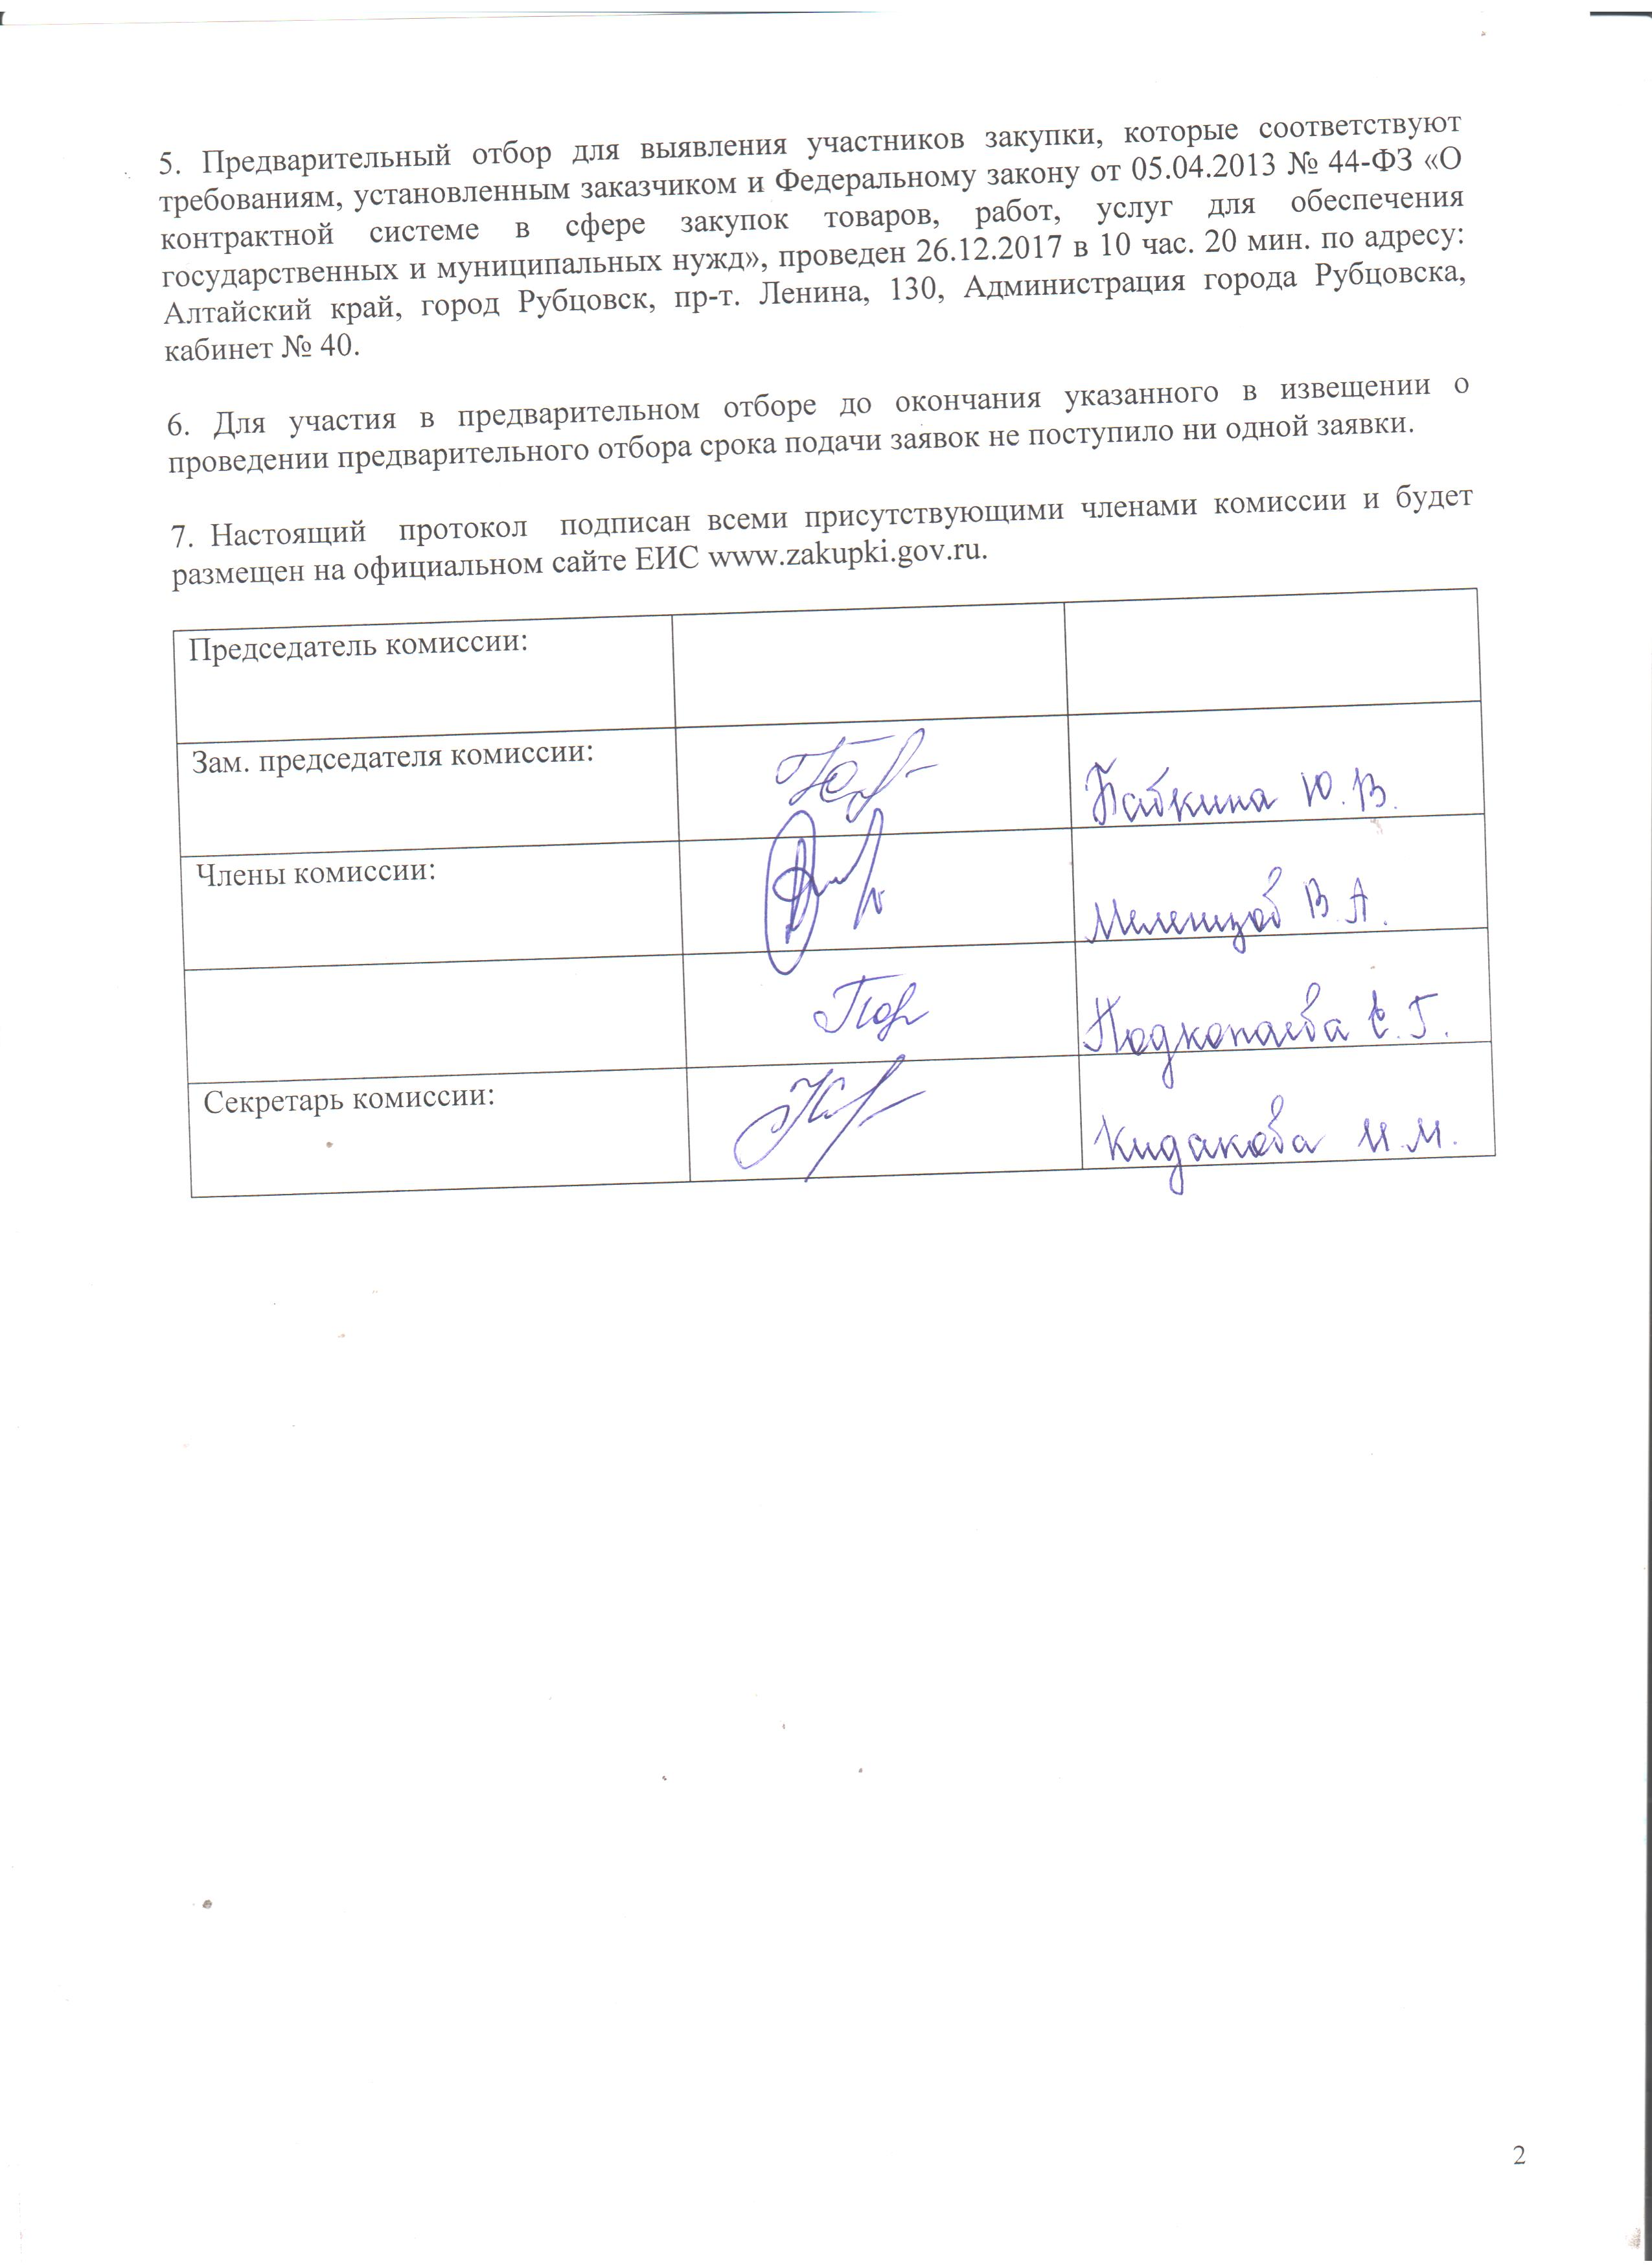 5. Предварительный отбор для выявления участников закупки, которые соответствуют
требованиям, установленным заказчиком и Федеральному закону от 05.04.2013 № 44-ФЗ «О
контрактной системе в сфере закупок товаров, работ, услуг для обеспечения
государственных и муниципальных нужд», проведен 26.12.2017 в 10 час. 20 мин. по адресу:
Алтайский край, город Рубцовск, пр-т. Ленина, 130, Администрация города Рубцовска,
кабинет № 40.
6. Для участия в предварительном отборе до окончания указанного в извещении о
проведении предварительного отбора срока подачи заявок не поступило ни одной заявки.
7. Настоящий протокол подписан всеми присутствующими членами комиссии и будет
размещен на официальном сайте ЕИС www.zakupki.gov.ru.
Председатель комиссии:
Зам. председателя комиссии: Бабкина Ю.В.
Члены комиссии: Мелещов В.А.
Подкопаева Е.Г.
Секретарь комиссии: Кидакова И.М.
2